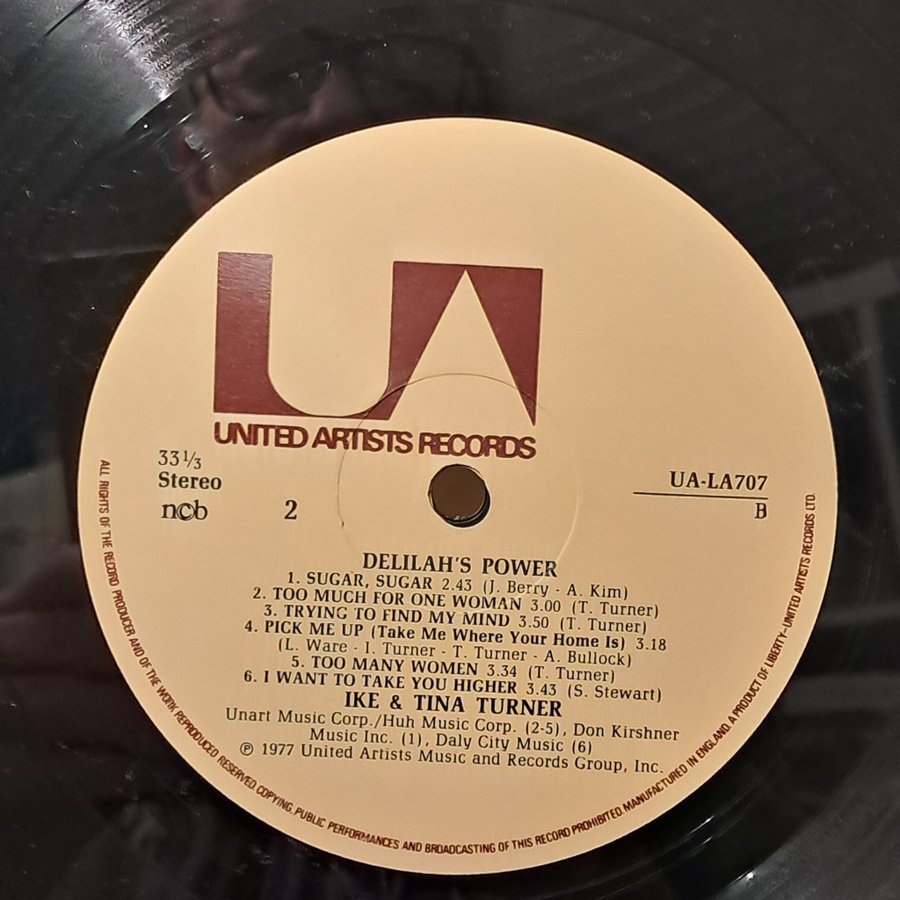 UA
UNITED ARTISTS RECORDS
33⅓
Stereo
ncb
2
UA-LA707
B
DELILAH'S POWER
1. SUGAR, SUGAR 2.43 (J. Berry - A. Kim)
2. TOO MUCH FOR ONE WOMAN 3.00 (T. Turner)
3. TRYING TO FIND MY MIND 3.50 (T. Turner)
4. PICK ME UP (Take Me Where Your Home Is) 3.18
(L. Ware - I. Turner - T. Turner - A. Bullock)
5. TOO MANY WOMEN 3.34 (T. Turner)
6. I WANT TO TAKE YOU HIGHER 3.43 (S. Stewart)
IKE & TINA TURNER
Unart Music Corp./Huh Music Corp. (2-5), Don Kirshner
Music Inc. (1), Daly City Music (6)
℗ 1977 United Artists Music and Records Group, Inc.
ALL RIGHTS OF THE RECORD PRODUCER AND OF THE WORK REPRODUCED RESERVED. COPYING, PUBLIC PERFORMANCES AND BROADCASTING OF THIS RECORD PROHIBITED. MANUFACTURED IN ENGLAND. A PRODUCT OF LIBERTY-UNITED ARTISTS RECORDS LTD.